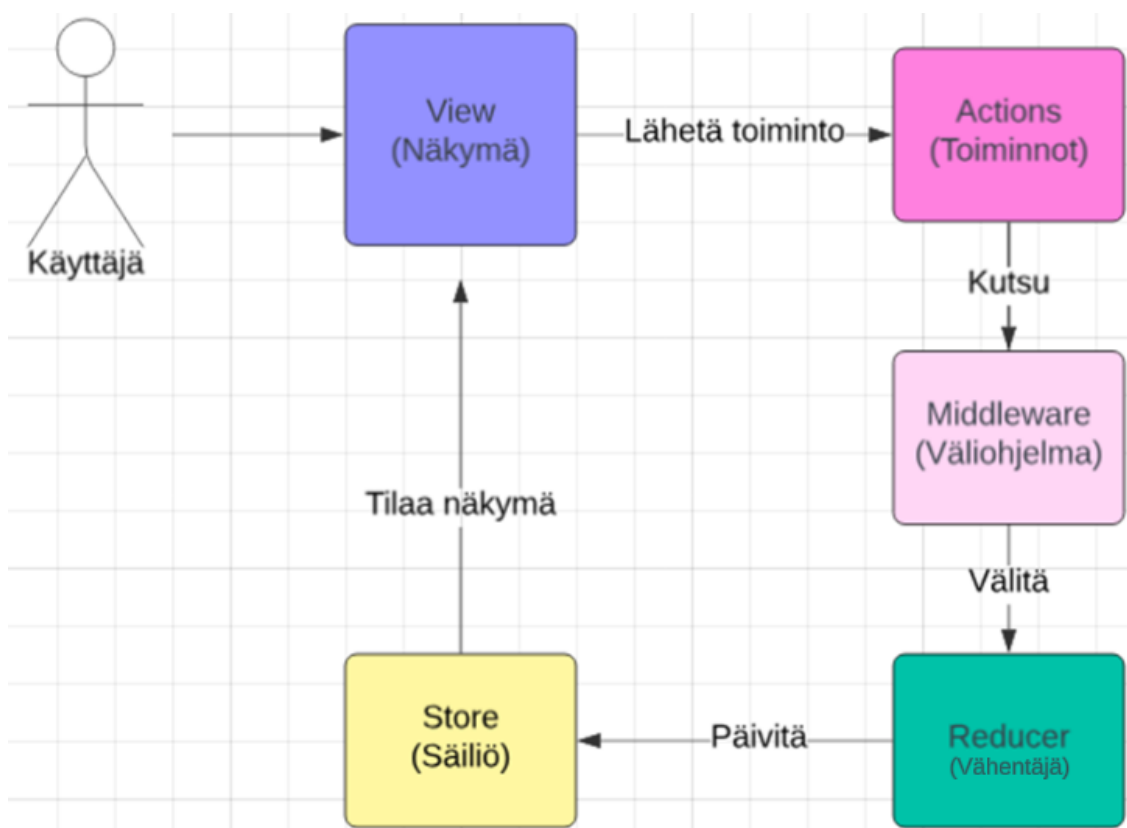 View
(Näkymä)
Lähetä toiminto
Actions
(Toiminnot)
Käyttäjä
Kutsu
Middleware
(Väliohjelma)
Tilaa näkymä
Välitä
Store
(Säiliö)
Päivitä
Reducer
(Vähentäjä)